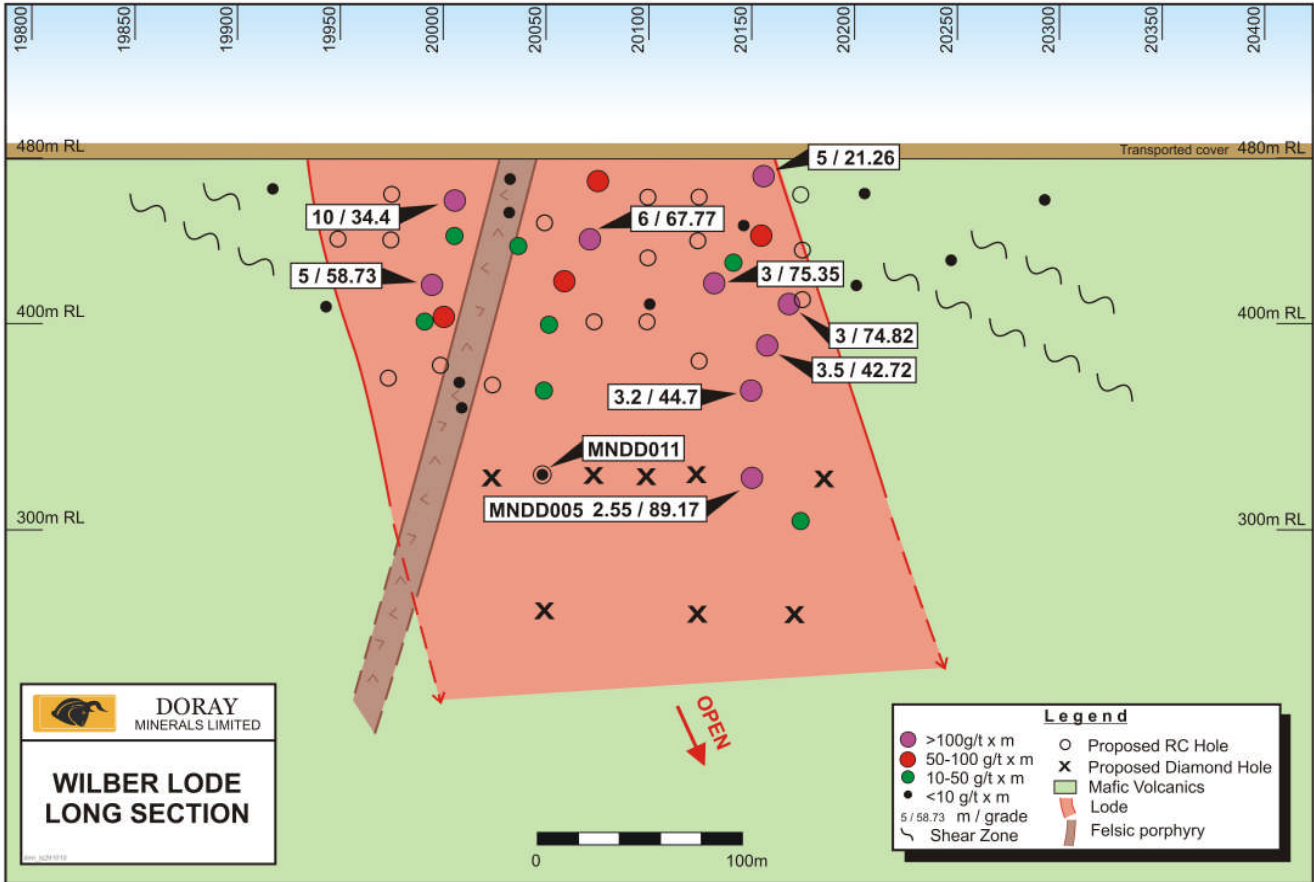 19800
19850
19900
19950
20000
20050
20100
20150
20200
20250
20300
20350
20400
480m RL
Transported cover
480m RL
5 / 21.26
10 / 34.4
6 / 67.77
5 / 58.73
3 / 75.35
400m RL
400m RL
3 / 74.82
3.5 / 42.72
3.2 / 44.7
MNDD011
MNDD005 2.55 / 89.17
300m RL
300m RL
OPEN
DORAY
MINERALS LIMITED
WILBER LODE
LONG SECTION
0
100m
Legend
>100g/t x m
50-100 g/t x m
10-50 g/t x m
<10 g/t x m
5 / 58.73 m / grade
Shear Zone
Proposed RC Hole
X Proposed Diamond Hole
Mafic Volcanics
Lode
Felsic porphyry